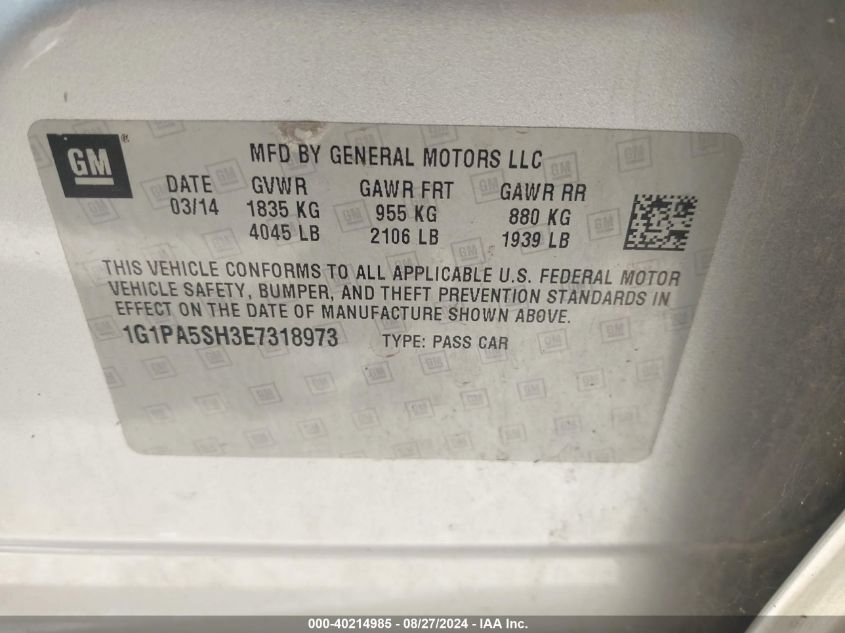 GM ®
MFD BY GENERAL MOTORS LLC
DATE GVWR GAWR FRT GAWR RR
03/14 1835 KG 955 KG 880 KG
4045 LB 2106 LB 1939 LB
THIS VEHICLE CONFORMS TO ALL APPLICABLE U.S. FEDERAL MOTOR
VEHICLE SAFETY, BUMPER, AND THEFT PREVENTION STANDARDS IN
EFFECT ON THE DATE OF MANUFACTURE SHOWN ABOVE.
1G1PA5SH3E7318973 TYPE: PASS CAR
000-40214985 - 08/27/2024 - IAA Inc.